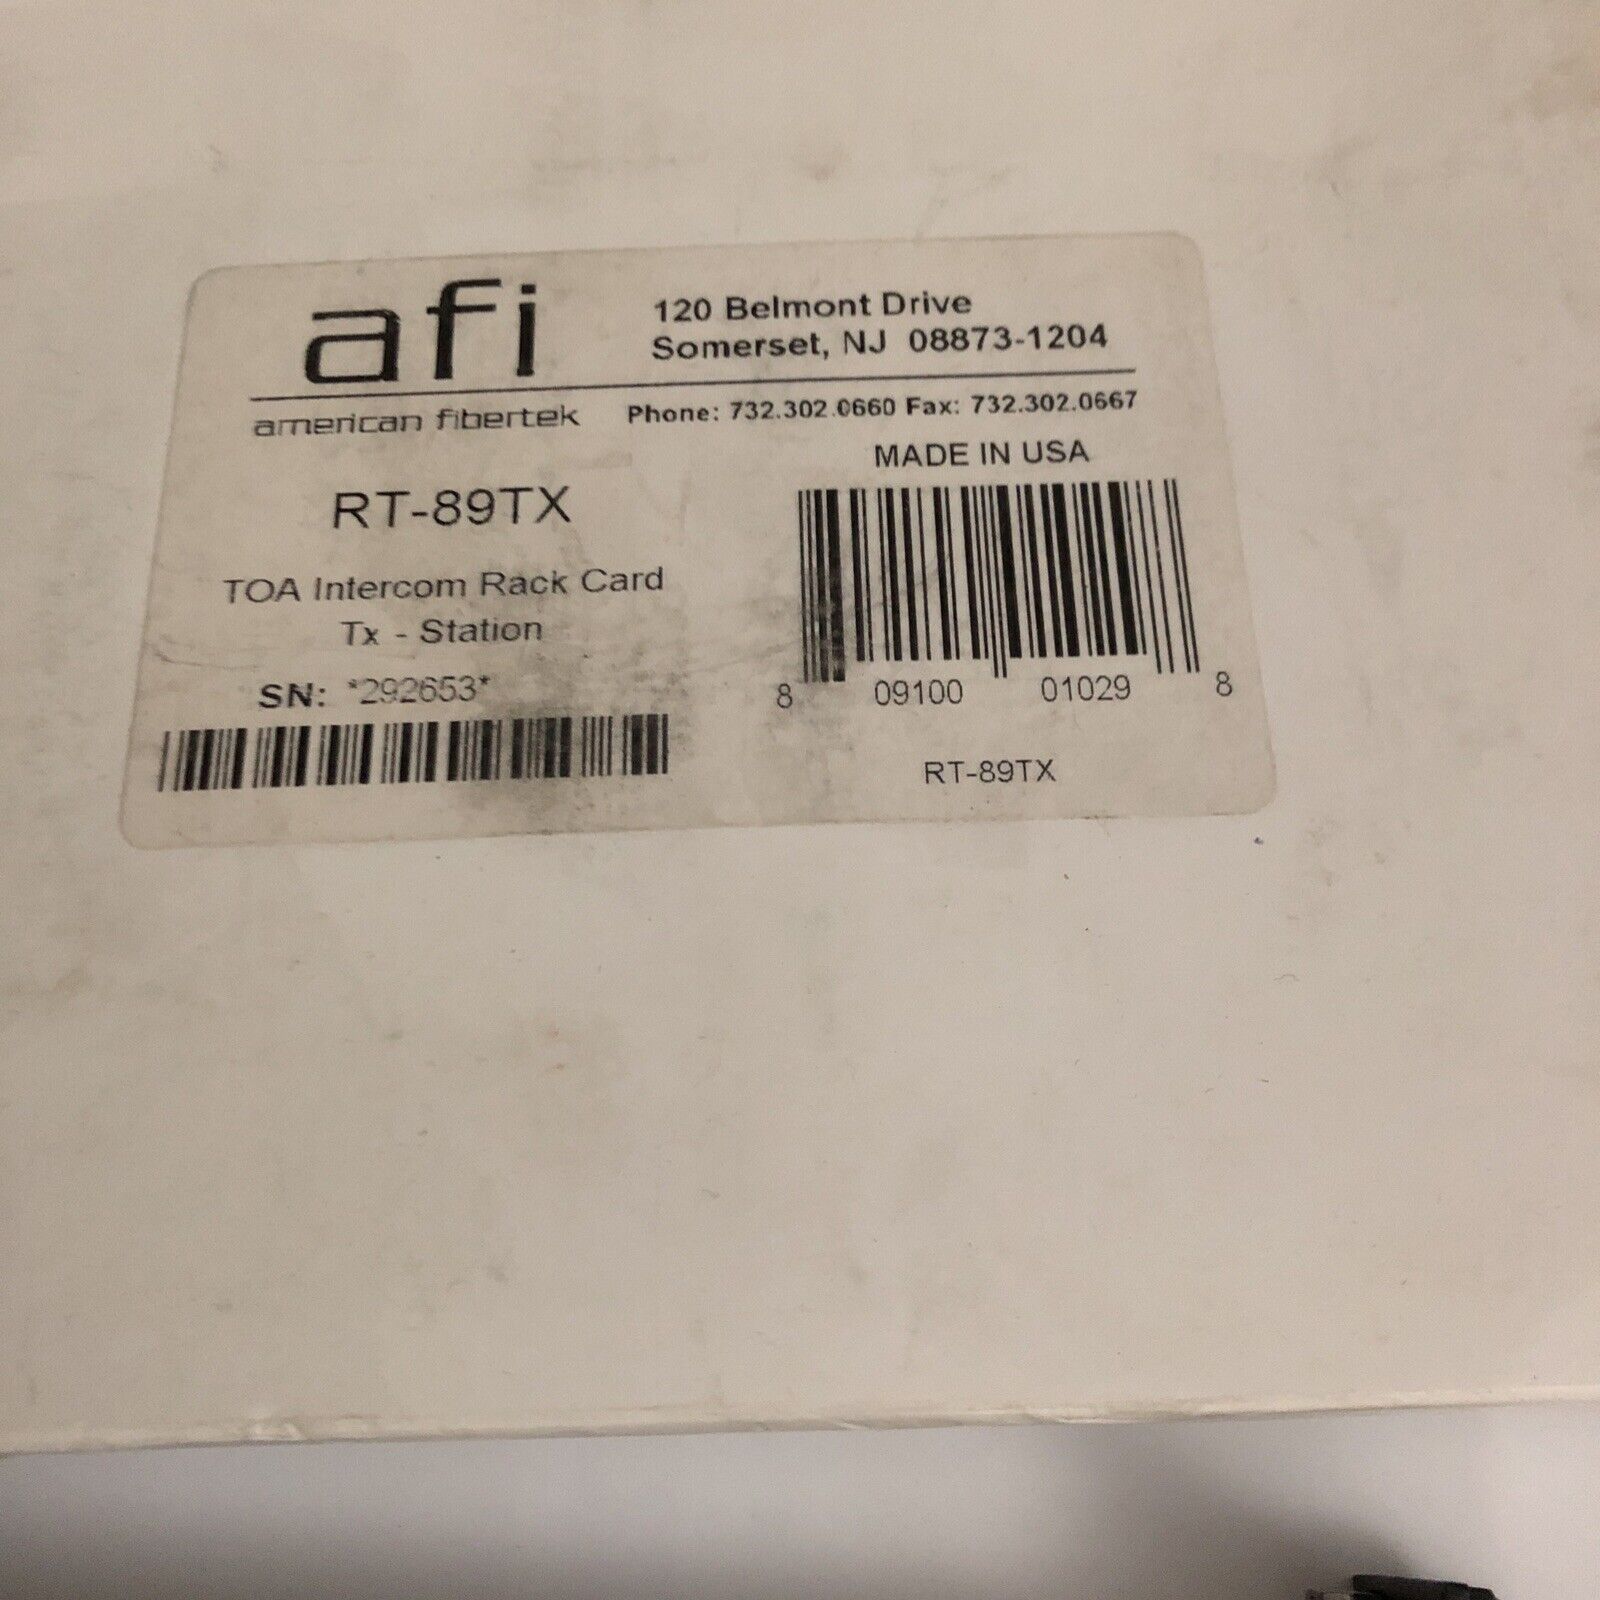 afi
american fibertek
120 Belmont Drive
Somerset, NJ 08873-1204
Phone: 732.302.0660 Fax: 732.302.0667
MADE IN USA
RT-89TX
TOA Intercom Rack Card
Tx - Station
SN: *292653*
8 09100 01029 8
RT-89TX